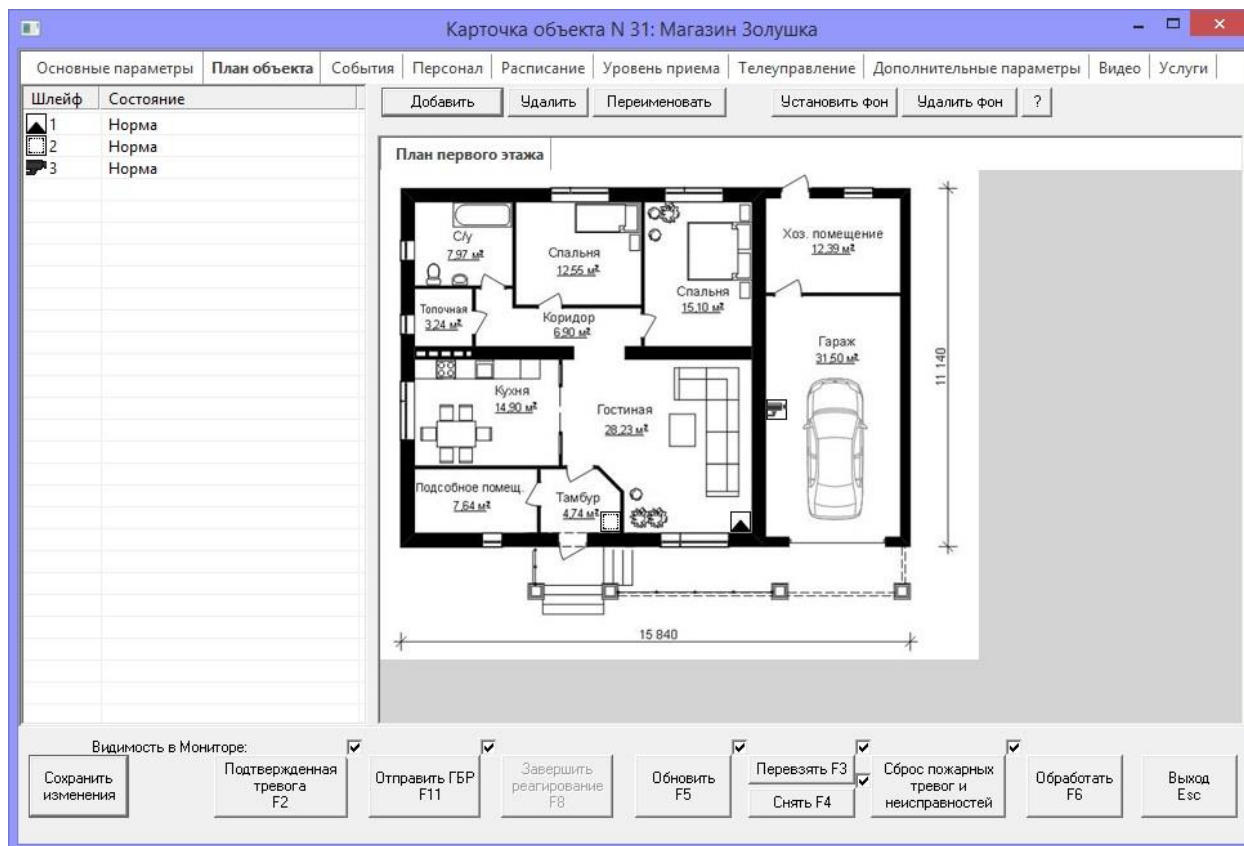 Карточка объекта N 31: Магазин Золушка
Основные параметры План объекта События Персонал Расписание Уровень приема Телеуправление Дополнительные параметры Видео Услуги
Шлейф Состояние
1 Норма
2 Норма
3 Норма
Добавить Удалить Переименовать Установить фон Удалить фон ?
План первого этажа
С/у
7,97 м²
Спальня
12,55 м²
Спальня
15,10 м²
Хоз. помещение
12,39 м²
Топочная
3,24 м²
Коридор
6,90 м²
Гараж
31,50 м²
Кухня
14,90 м²
Гостиная
28,23 м²
Подсобное помещ.
7,64 м²
Тамбур
4,74 м²
11 140
15 840
Видимость в Мониторе:
Сохранить
изменения
Подтвержденная
тревога
F2
Отправить ГБР
F11
Завершить
реагирование
F8
Обновить
F5
Перевзять F3
Снять F4
Сброс пожарных
тревог и
неисправностей
Обработать
F6
Выход
Esc